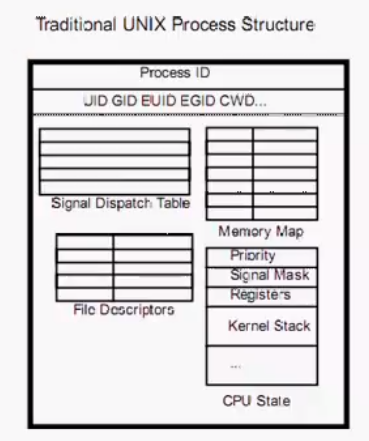 Traditional UNIX Process Structure
Process ID
UID GID EUID EGID CWD...
Signal Dispatch Table
Memory Map
Priority
Signal Mask
Registers
File Descriptors
Kernel Stack
...
CPU State